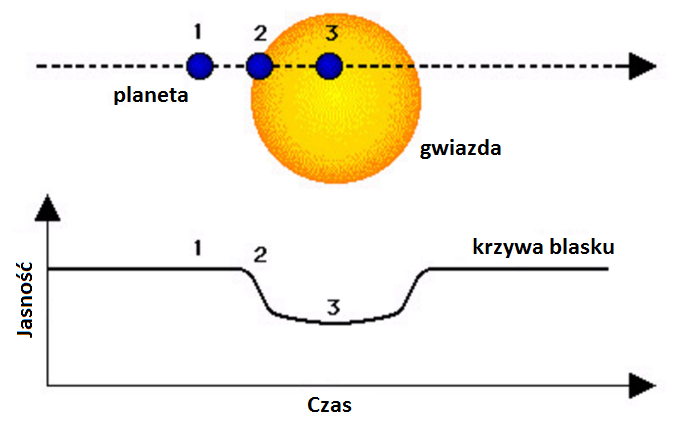 1 2 3
planeta
gwiazda
1 2 krzywa blasku
3
Jasność
Czas